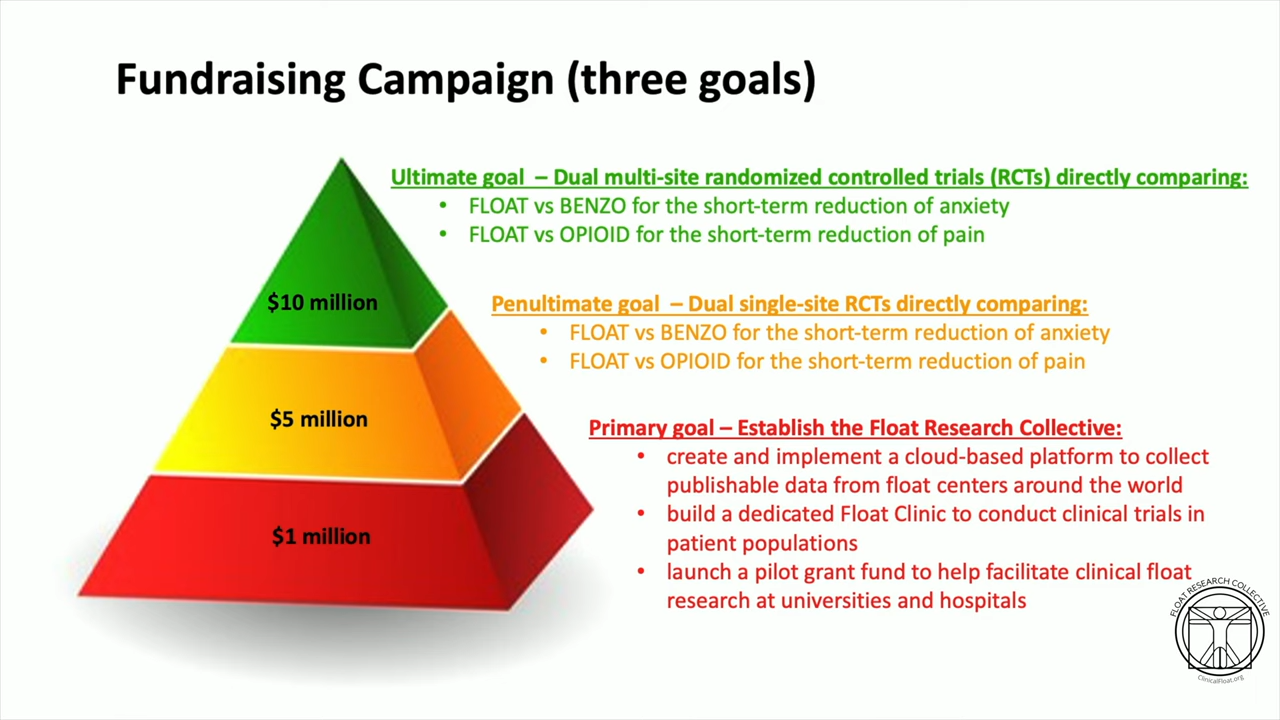 Fundraising Campaign (three goals)
Ultimate goal – Dual multi-site randomized controlled trials (RCTs) directly comparing:
• FLOAT vs BENZO for the short-term reduction of anxiety
• FLOAT vs OPIOID for the short-term reduction of pain
$10 million
Penultimate goal – Dual single-site RCTs directly comparing:
• FLOAT vs BENZO for the short-term reduction of anxiety
• FLOAT vs OPIOID for the short-term reduction of pain
$5 million
Primary goal – Establish the Float Research Collective:
• create and implement a cloud-based platform to collect
publishable data from float centers around the world
• build a dedicated Float Clinic to conduct clinical trials in
patient populations
• launch a pilot grant fund to help facilitate clinical float
research at universities and hospitals
$1 million
FLOAT RESEARCH COLLECTIVE
ClinicalFloat.org